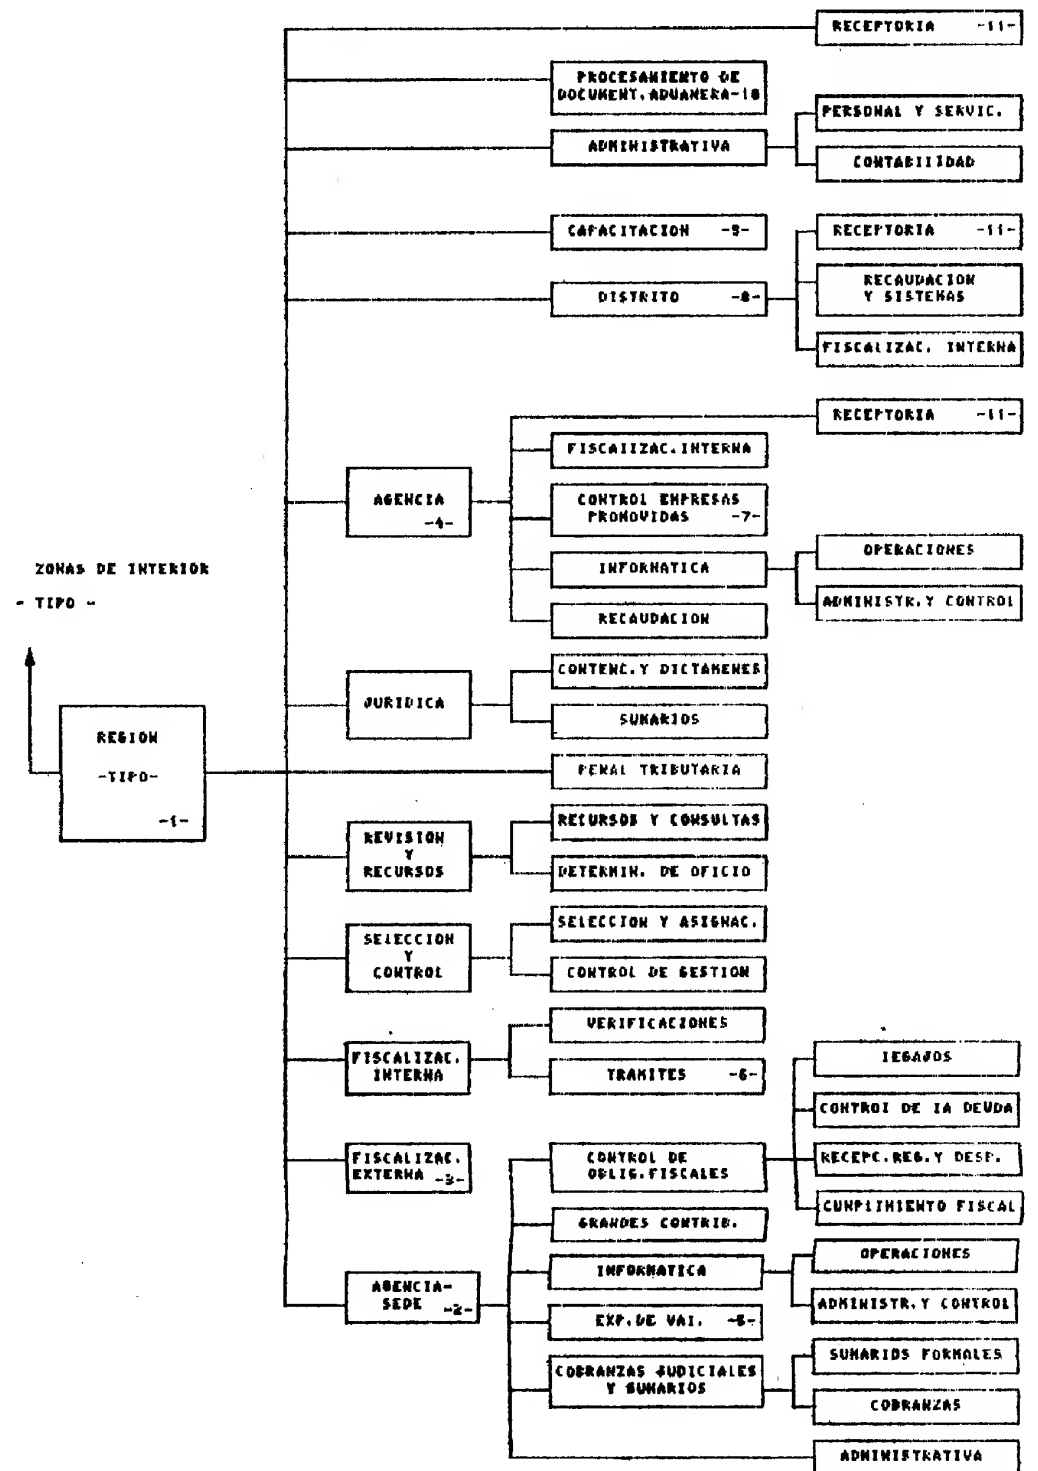 RECEPTORIA -11-
PROCESAMIENTO DE
DOCUMENT. ADUANERA-10
ADMINISTRATIVA
PERSONAL Y SERVIC.
CONTABILIDAD
CAPACITACION -9-
RECEPTORIA -11-
DISTRITO -8-
RECAUDACION
Y SISTEMAS
FISCALIZAC. INTERNA
RECEPTORIA -11-
FISCALIZAC. INTERNA
AGENCIA
-4-
CONTROL EMPRESAS
PROMOVIDAS -7-
INFORMATICA
OPERACIONES
ADMINISTR. Y CONTROL
RECAUDACION
ZONAS DE INTERIOR
- TIPO -
JURIDICA
CONTENC. Y DICTAMENES
SUMARIOS
REGION
-TIPO-
-1-
PENAL TRIBUTARIA
REVISION
Y
RECURSOS
RECURSOS Y CONSULTAS
DETERMIN. DE OFICIO
SELECCION
Y
CONTROL
SELECCION Y ASIGNAC.
CONTROL DE GESTION
FISCALIZAC.
INTERNA
VERIFICACIONES
TRAMITES -6-
FISCALIZAC.
EXTERNA -3-
CONTROL DE
OBLIG. FISCALES
LEGAJOS
CONTROL DE LA DEUDA
RECEPC. REG. Y DESP.
CUMPLIMIENTO FISCAL
GRANDES CONTRIB.
AGENCIA-
SEDE -2-
INFORMATICA
OPERACIONES
ADMINISTR. Y CONTROL
EXP. DE VAL. -5-
COBRANZAS JUDICIALES
Y SUMARIOS
SUMARIOS FORMALES
COBRANZAS
ADMINISTRATIVA